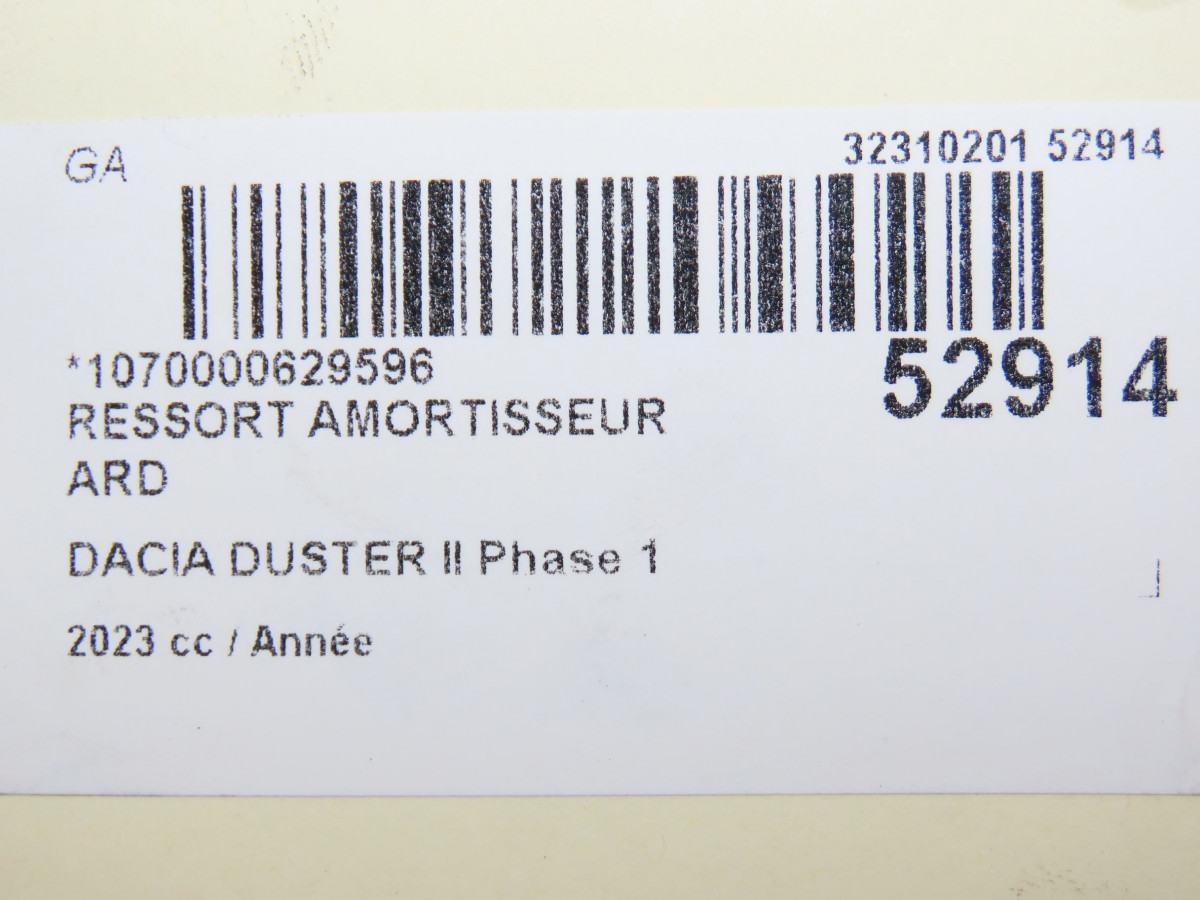 GA
32310201 52914
*1070000629596
52914
RESSORT AMORTISSEUR
ARD
DACIA DUSTER II Phase 1
2023 cc / Année